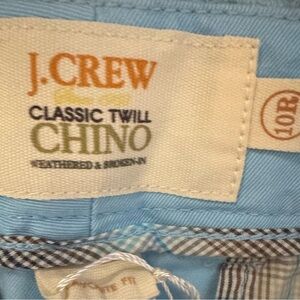 J.CREW
CLASSIC TWILL
CHINO
WEATHERED & BROKEN-IN
10R